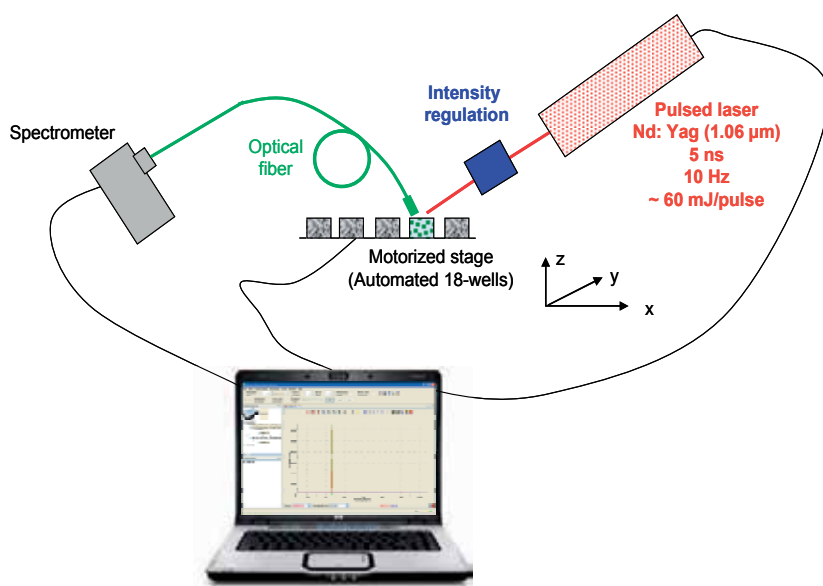 Spectrometer
Optical
fiber
Intensity
regulation
Pulsed laser
Nd: Yag (1.06 µm)
5 ns
10 Hz
~ 60 mJ/pulse
Motorized stage
(Automated 18-wells)
z
y
x